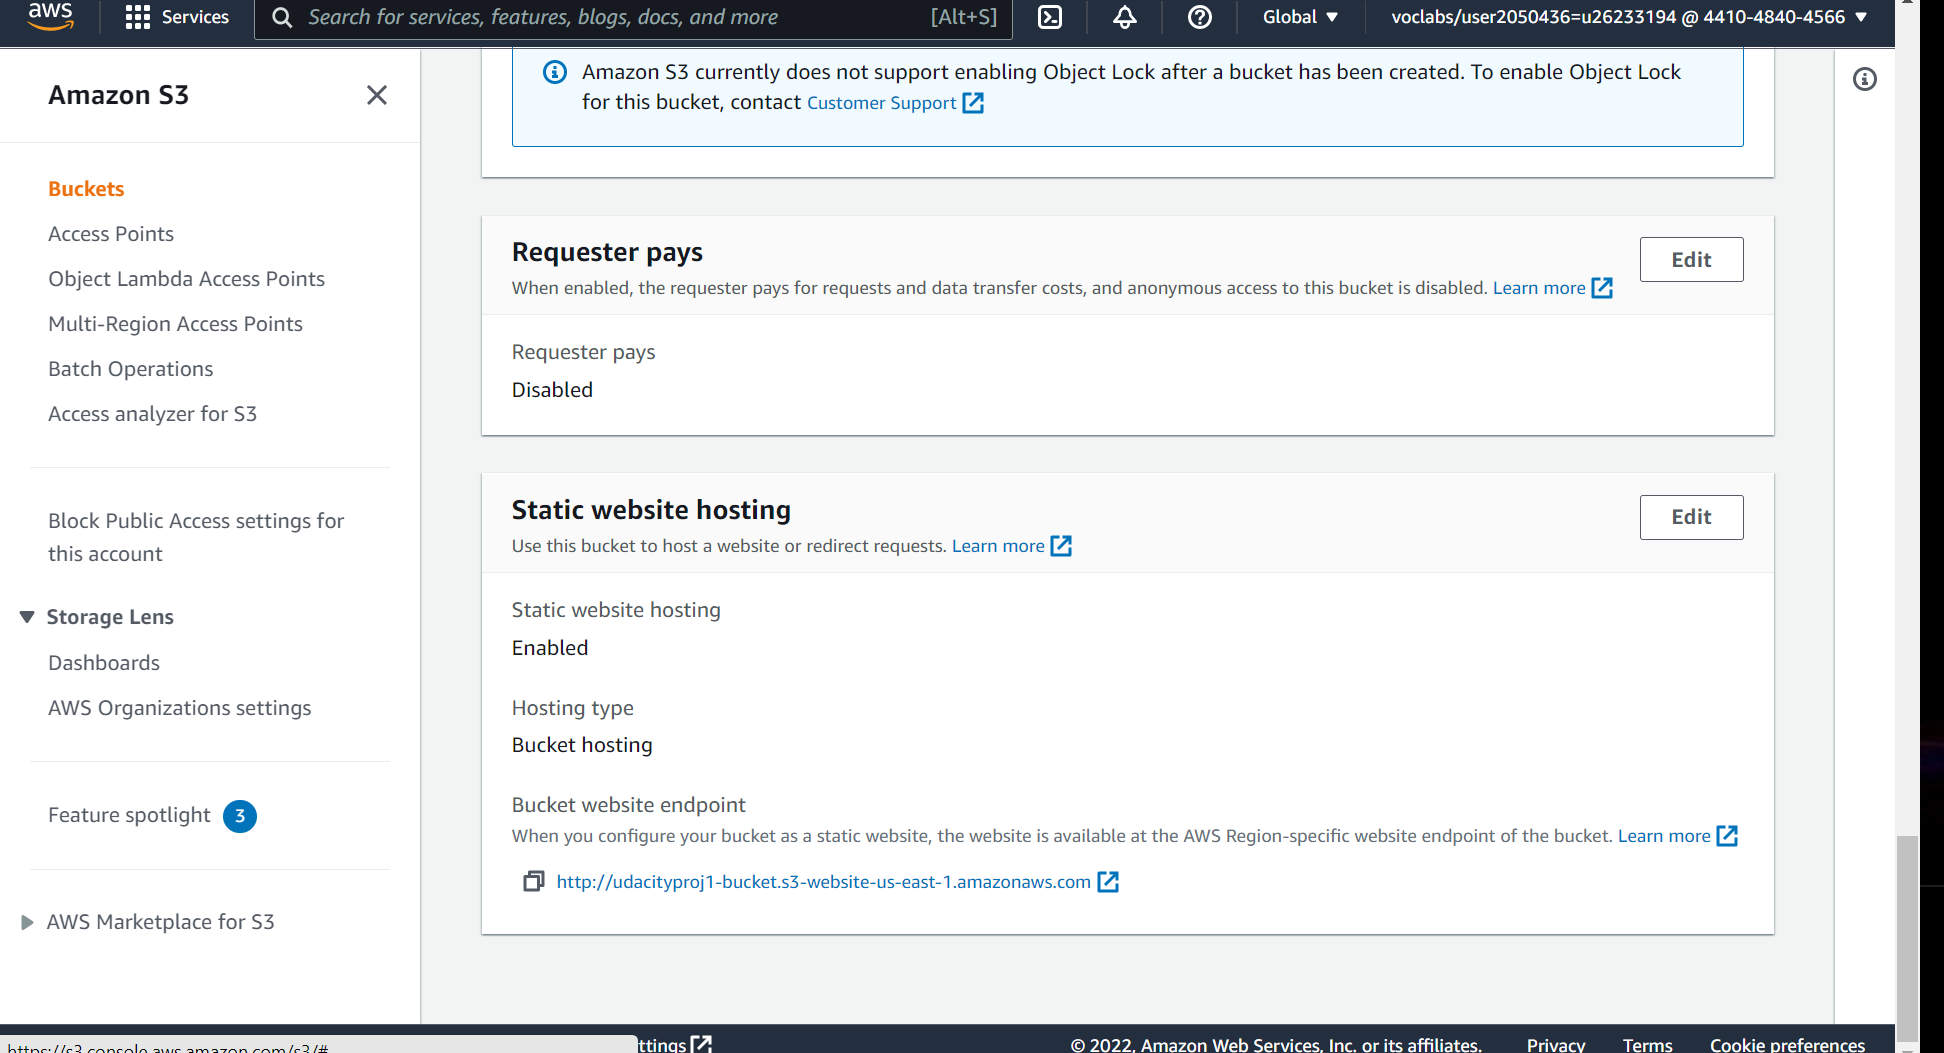 aws
Services
Search for services, features, blogs, docs, and more
[Alt+S]
Global
voclabs/user2050436=u26233194 @ 4410-4840-4566
Amazon S3
Buckets
Access Points
Object Lambda Access Points
Multi-Region Access Points
Batch Operations
Access analyzer for S3
Block Public Access settings for
this account
Storage Lens
Dashboards
AWS Organizations settings
Feature spotlight 3
AWS Marketplace for S3
Amazon S3 currently does not support enabling Object Lock after a bucket has been created. To enable Object Lock
for this bucket, contact Customer Support
Requester pays
Edit
When enabled, the requester pays for requests and data transfer costs, and anonymous access to this bucket is disabled. Learn more
Requester pays
Disabled
Static website hosting
Edit
Use this bucket to host a website or redirect requests. Learn more
Static website hosting
Enabled
Hosting type
Bucket hosting
Bucket website endpoint
When you configure your bucket as a static website, the website is available at the AWS Region-specific website endpoint of the bucket. Learn more
http://udacityproj1-bucket.s3-website-us-east-1.amazonaws.com
https://s3.console.aws.amazon.com/s3/#
ttings
© 2022, Amazon Web Services, Inc. or its affiliates.
Privacy
Terms
Cookie preferences